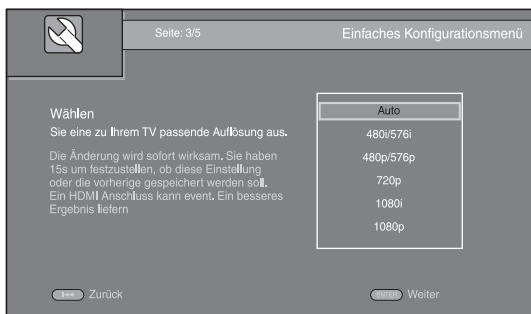 Seite: 3/5
Einfaches Konfigurationsmenü
Wählen
Sie eine zu Ihrem TV passende Auflösung aus.
Die Änderung wird sofort wirksam. Sie haben
15s um festzustellen, ob diese Einstellung
oder die vorherige gespeichert werden soll.
Ein HDMI Anschluss kann event. Ein besseres
Ergebnis liefern
Auto
480i/576i
480p/576p
720p
1080i
1080p
Zurück
ENTER Weiter